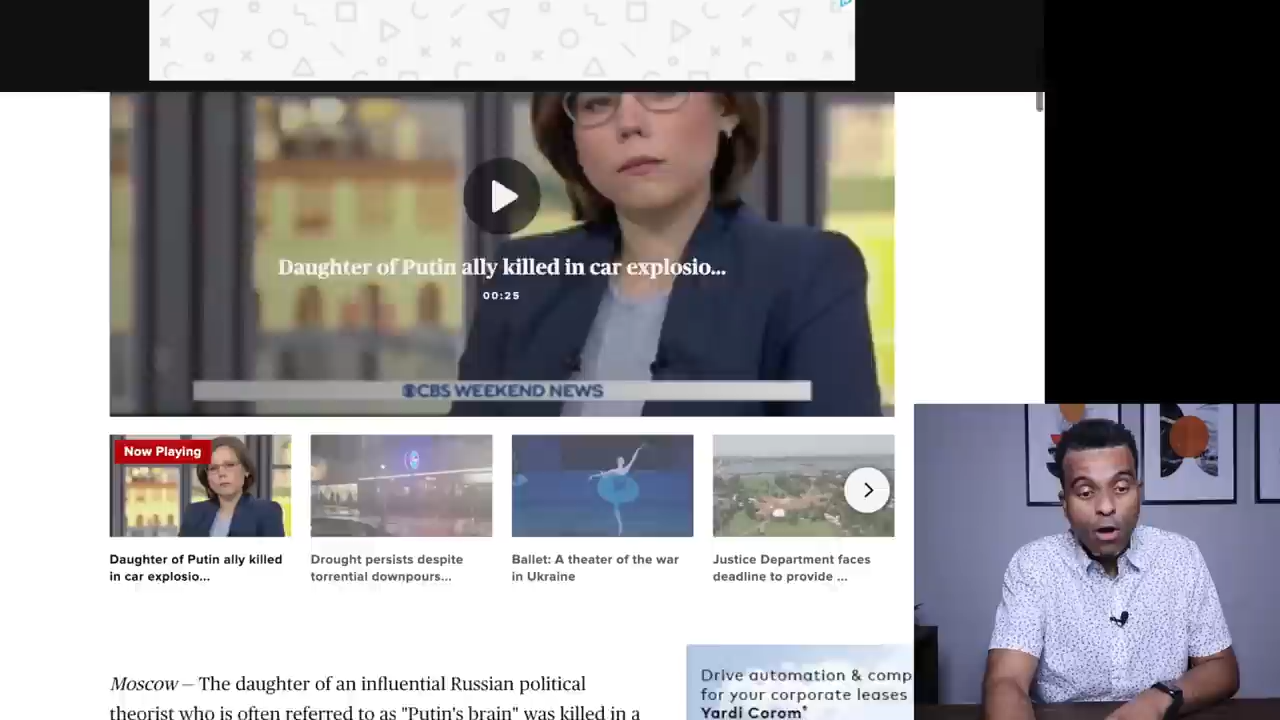 Daughter of Putin ally killed in car explosio...
00:25
CBS WEEKEND NEWS
Now Playing
Daughter of Putin ally killed
in car explosio...
Drought persists despite
torrential downpours...
Ballet: A theater of the war
in Ukraine
Justice Department faces
deadline to provide ...
Moscow — The daughter of an influential Russian political
theorist who is often referred to as "Putin's brain" was killed in a
Drive automation & comp
for your corporate leases
Yardi Corom